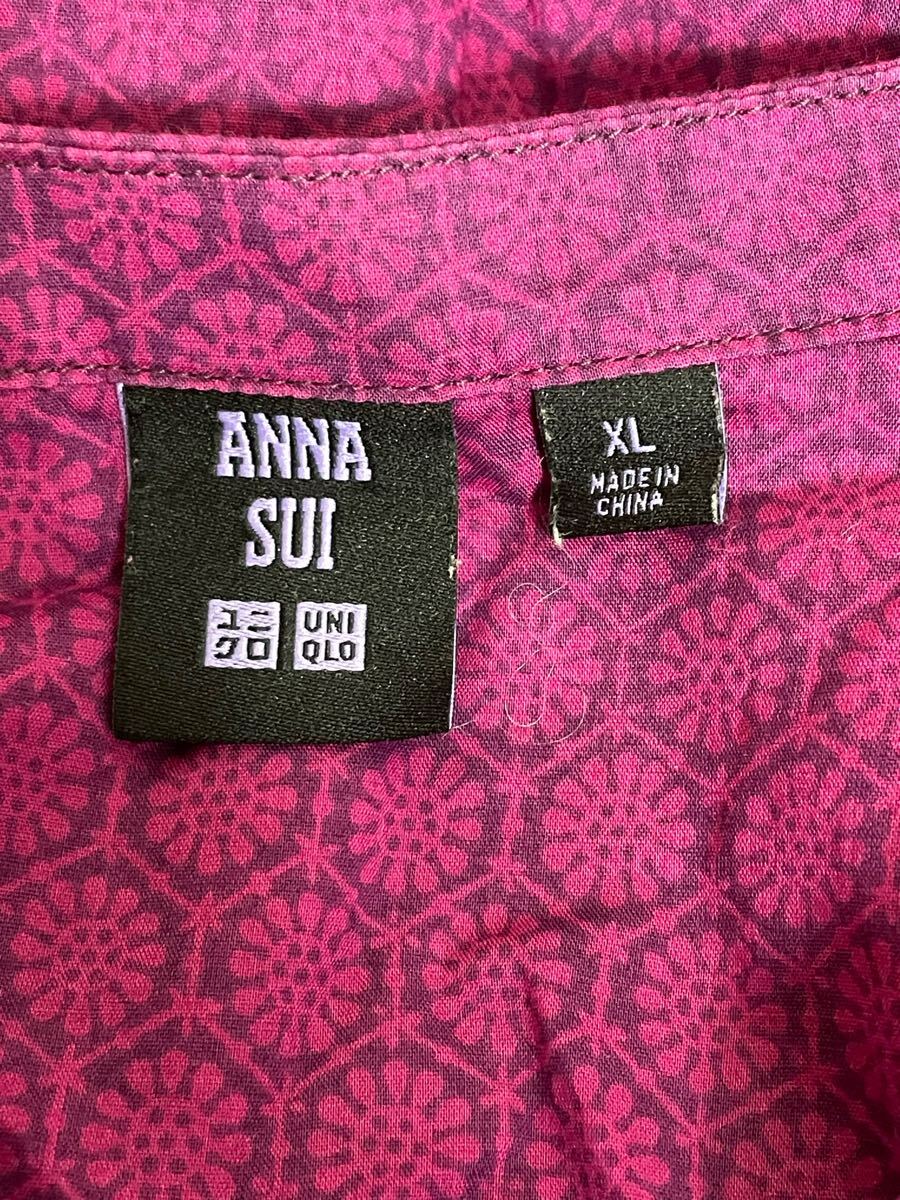 ANNA
SUI
ユニ
クロ
UNI
QLO
XL
MADE IN
CHINA